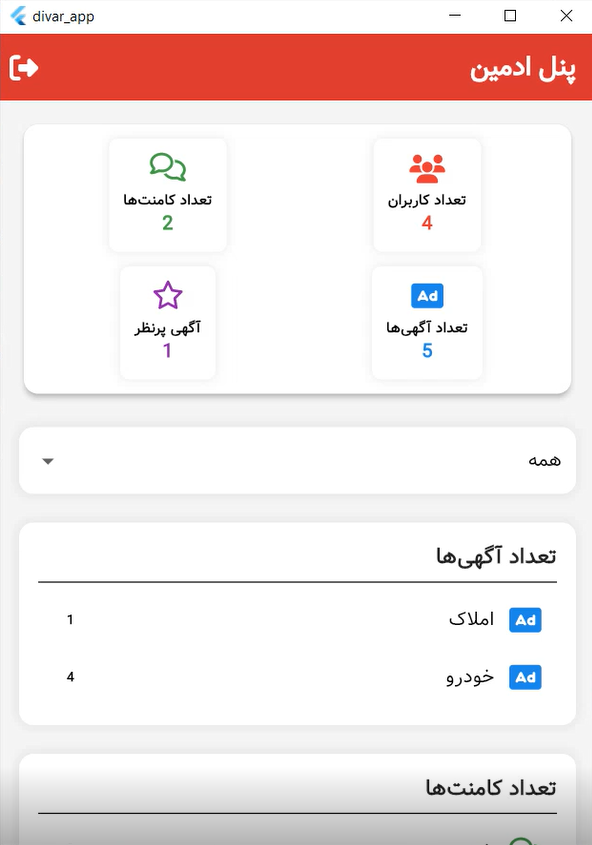 divar_app
پنل ادمین
تعداد کاربران
4
تعداد کامنت‌ها
2
Ad
تعداد آگهی‌ها
5
آگهی پرنظر
1
همه
تعداد آگهی‌ها
Ad املاک 1
Ad خودرو 4
تعداد کامنت‌ها